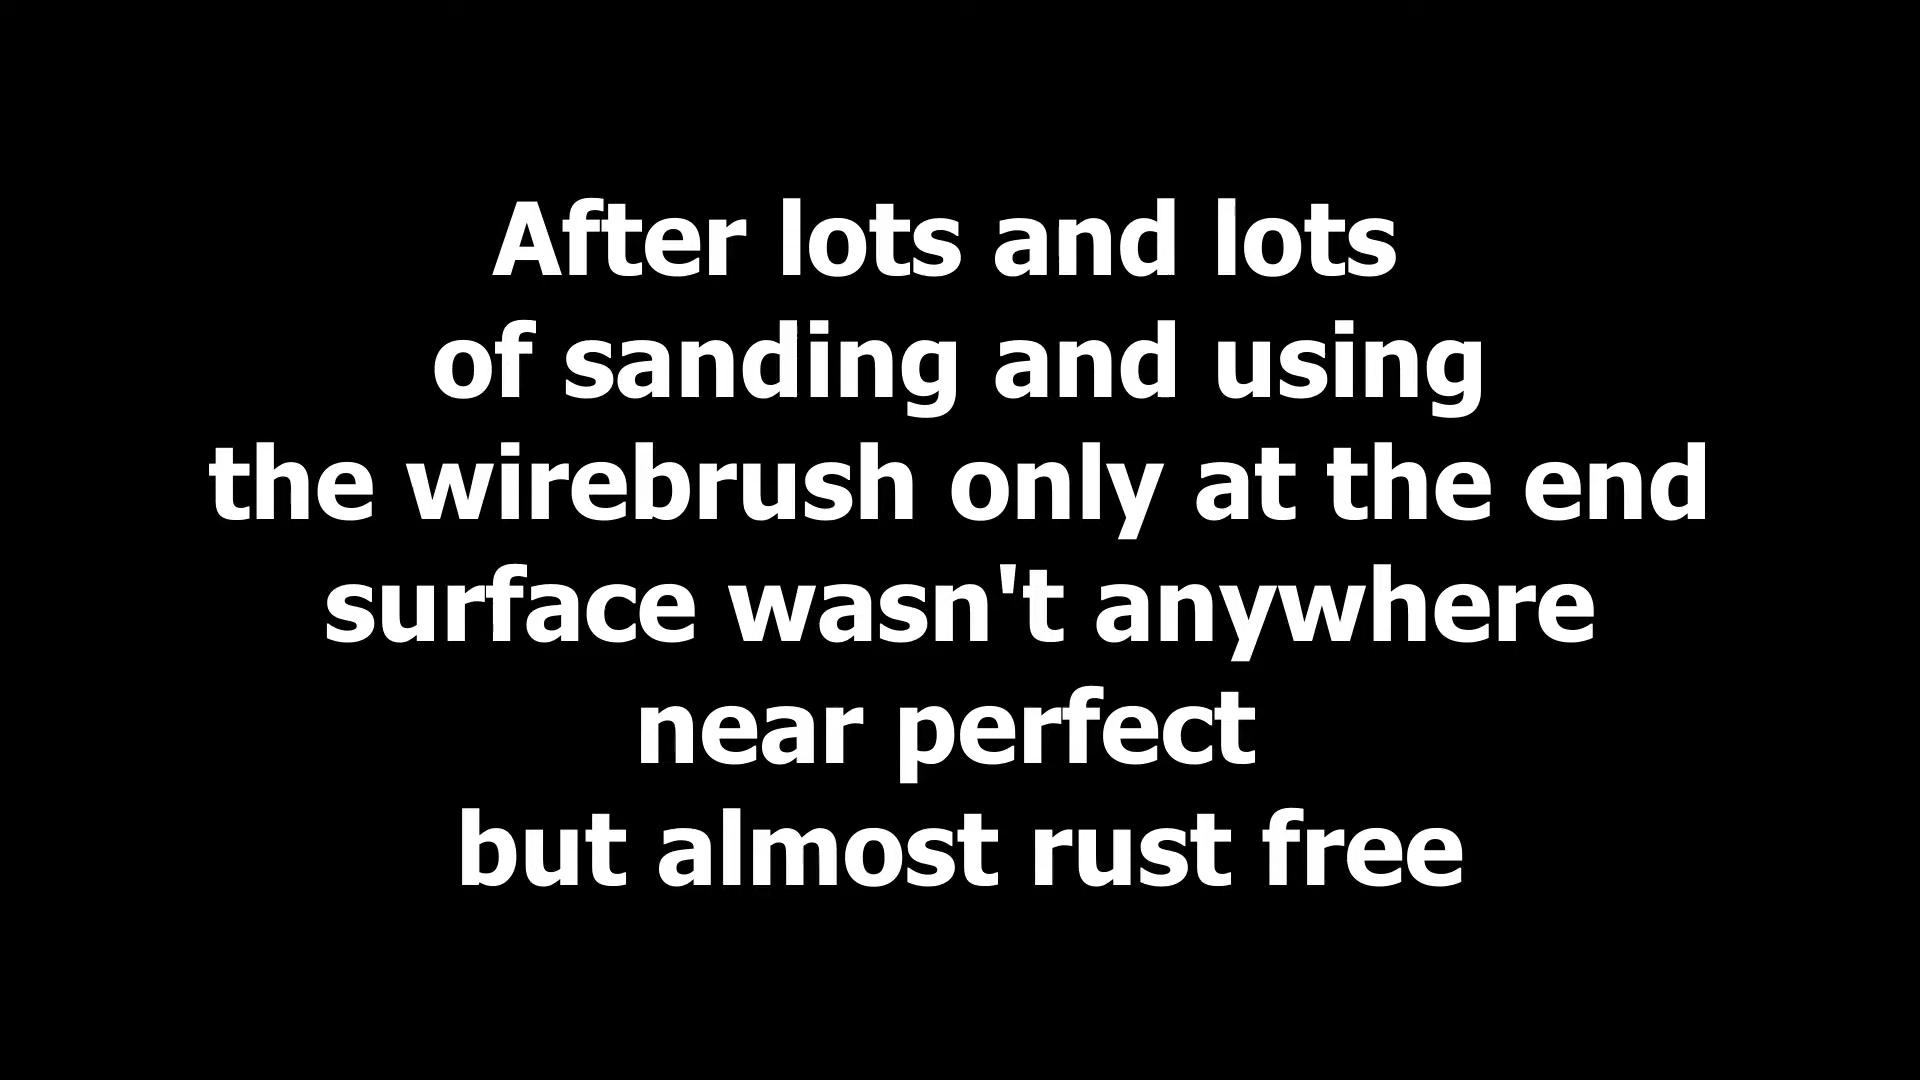 After lots and lots
of sanding and using
the wirebrush only at the end
surface wasn't anywhere
near perfect
but almost rust free